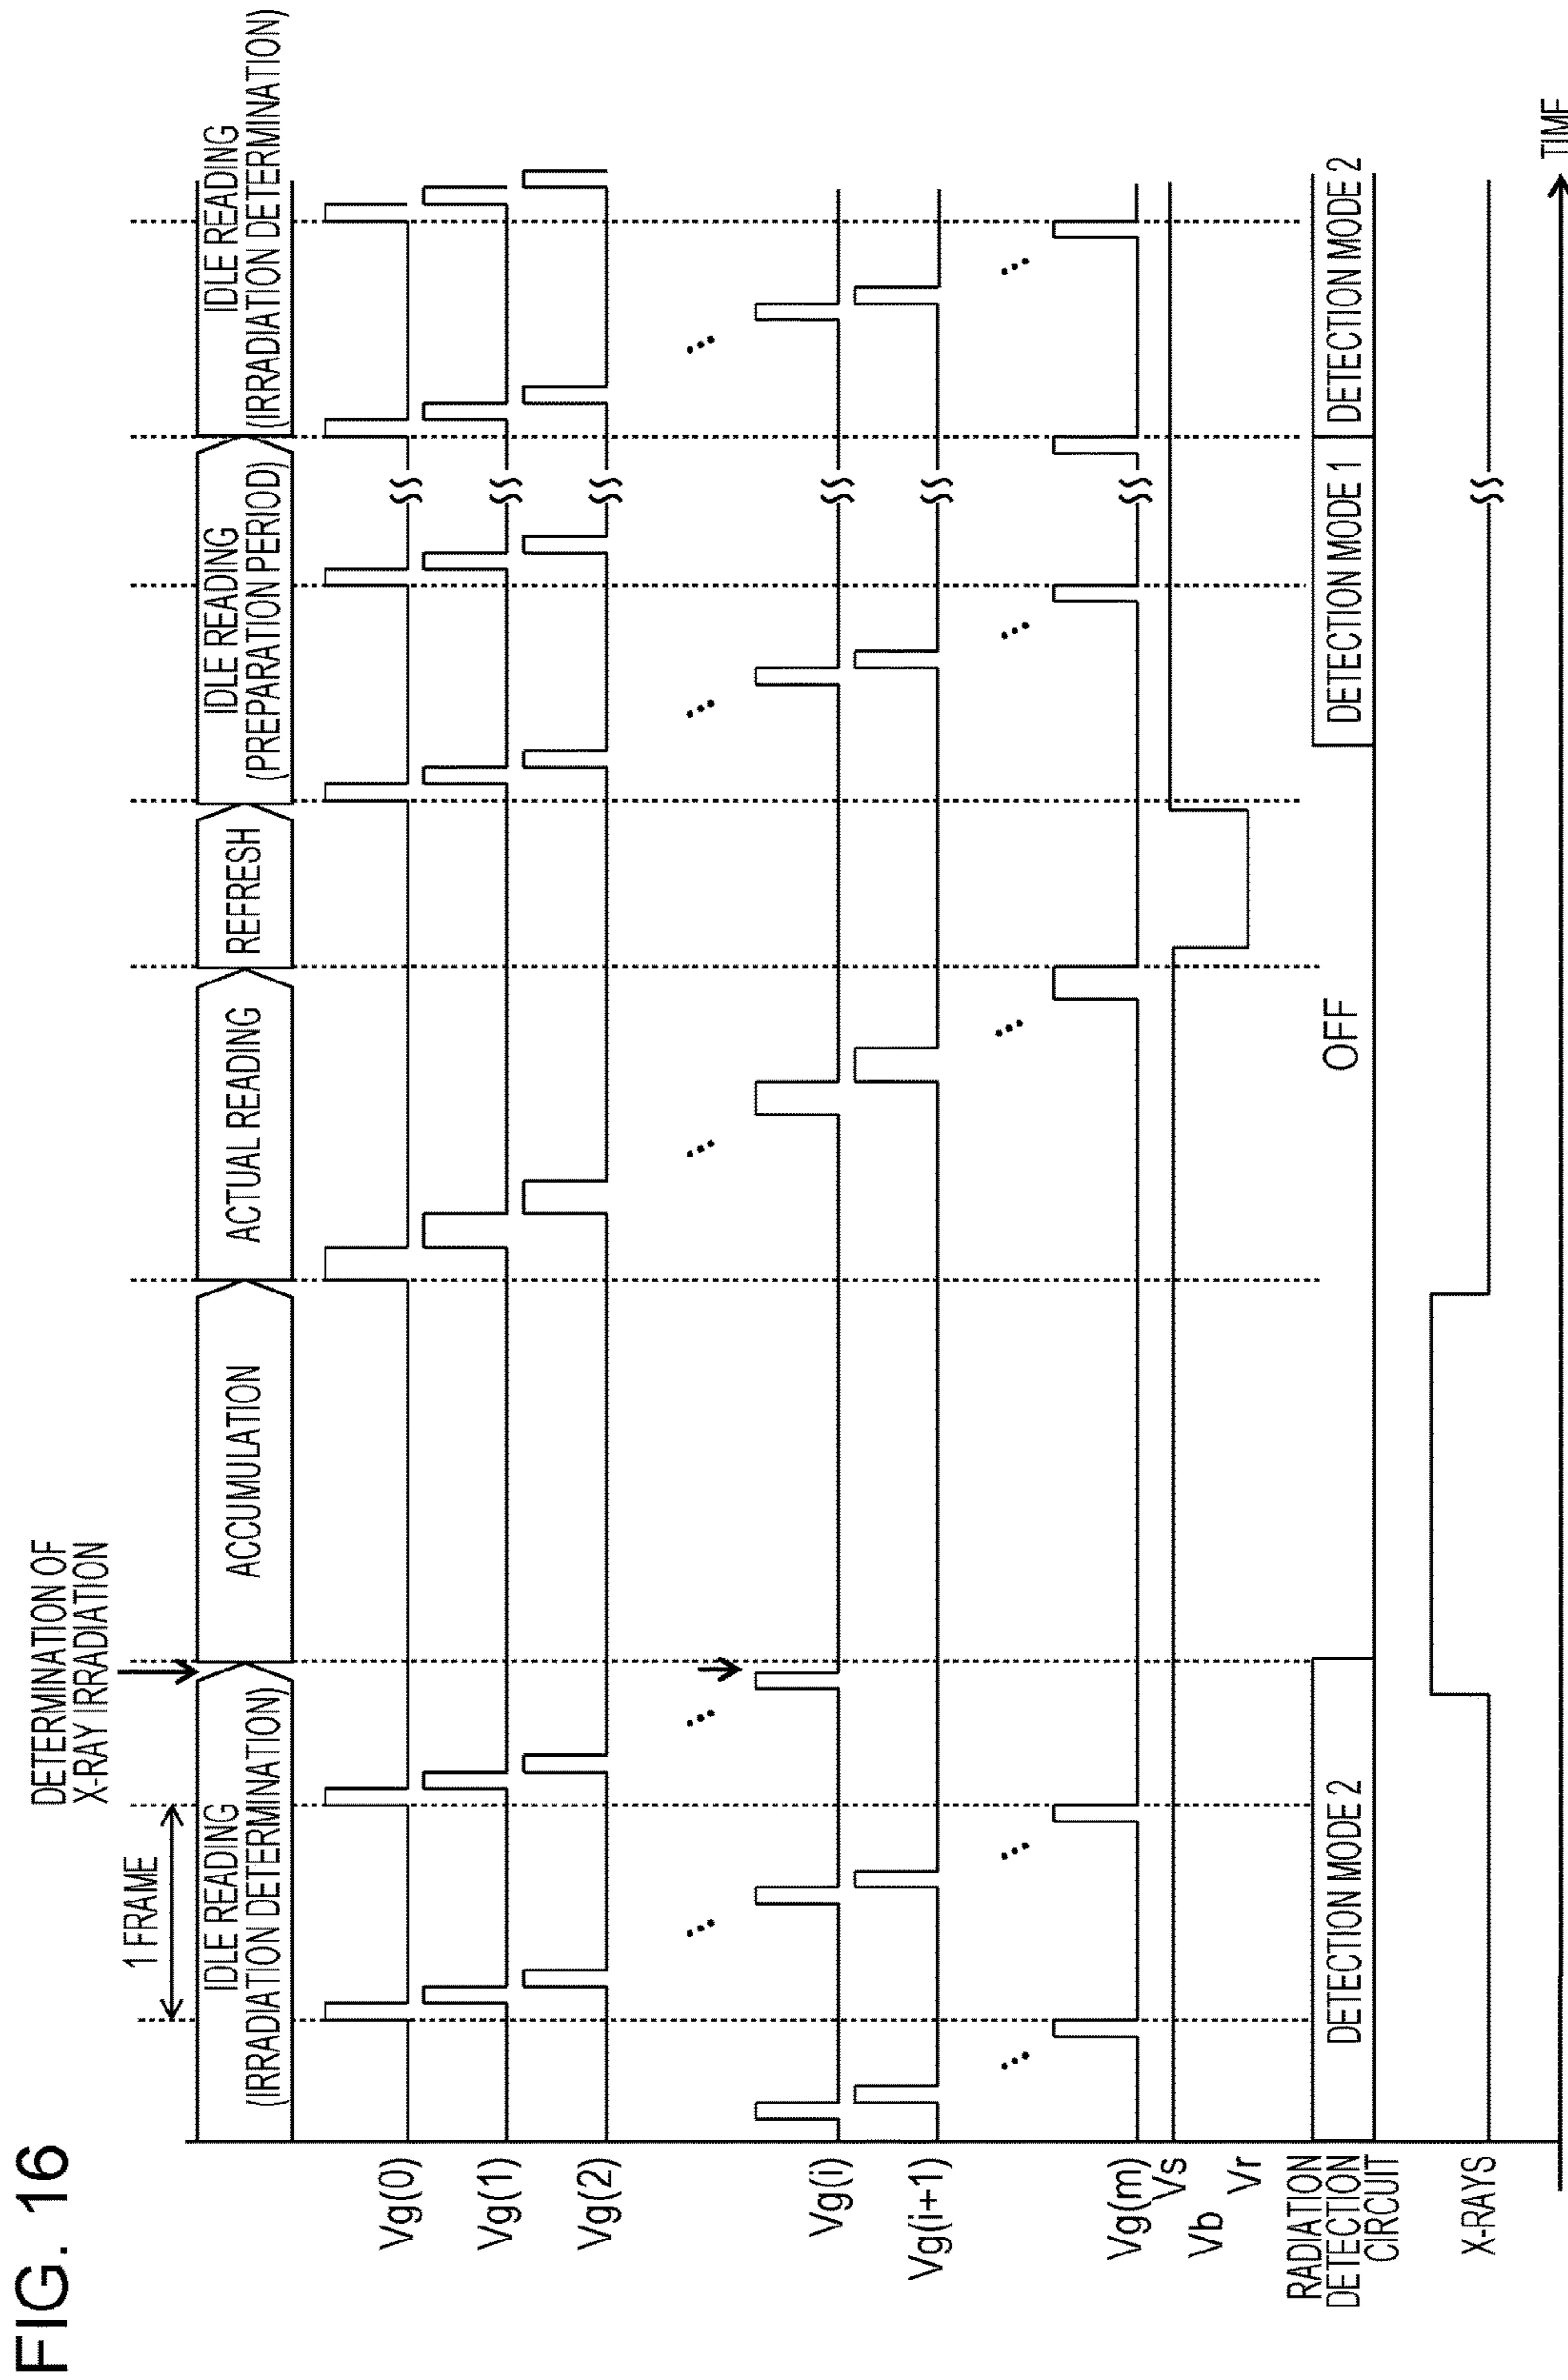 FIG. 16
DETERMINATION OF
X-RAY IRRADIATION
1 FRAME
IDLE READING
(IRRADIATION DETERMINATION)
ACCUMULATION
ACTUAL READING
REFRESH
IDLE READING
(PREPARATION PERIOD)
IDLE READING
(IRRADIATION DETERMINATION)
Vg(0)
Vg(1)
Vg(2)
Vg(i)
Vg(i+1)
Vg(m)
Vs
Vb
Vr
RADIATION
DETECTION
CIRCUIT
DETECTION MODE 2
OFF
DETECTION MODE 1
DETECTION MODE 2
X-RAYS
TIME